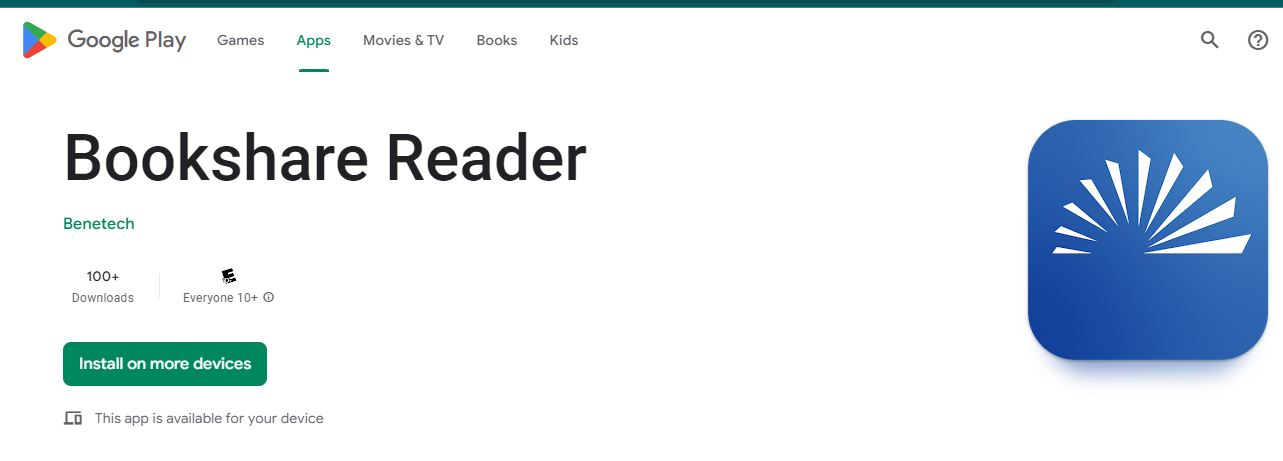 Google Play Games Apps Movies & TV Books Kids
Bookshare Reader
Benetech
100+
Downloads
Everyone 10+
Install on more devices
This app is available for your device